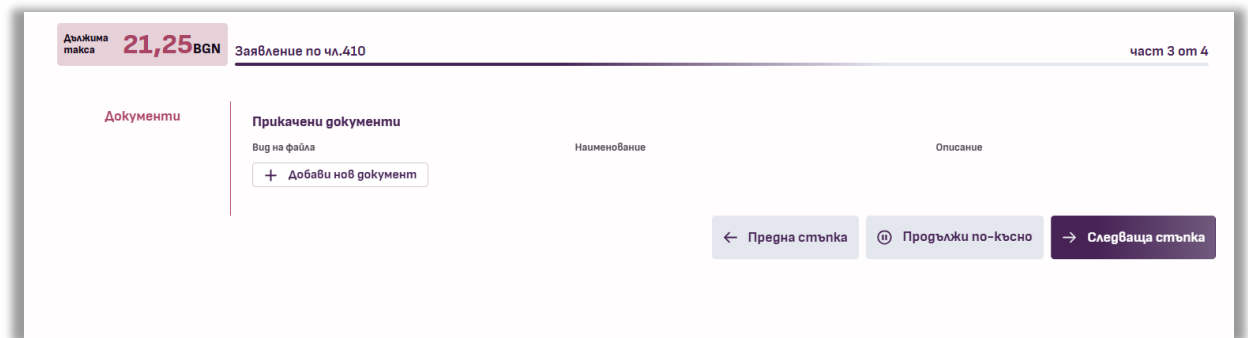 Дължима такса 21,25BGN
Заявление по чл.410 част 3 от 4
Документи
Прикачени документи
Вид на файла Наименование Описание
Добави нов документ
Предна стъпка Продължи по-късно Следваща стъпка